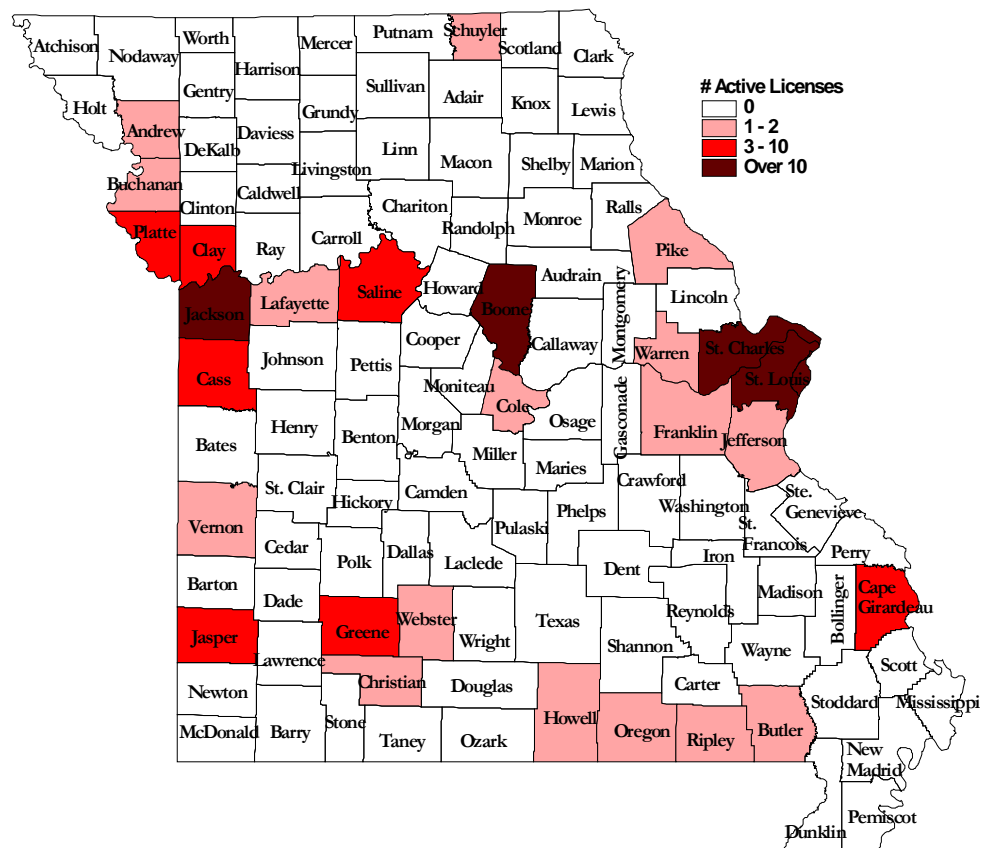 Atchison
Nodaway
Worth
Mercer
Putnam
Schuyler
Scotland
Clark
Harrison
Gentry
Sullivan
Adair
Knox
Lewis
Holt
Grundy
Andrew
Daviess
DeKalb
Linn
Macon
Shelby
Marion
Livingston
Buchanan
Caldwell
Clinton
Chariton
Ralls
Monroe
Randolph
Platte
Clay
Ray
Carroll
Pike
Audrain
Howard
Lincoln
Lafayette
Saline
Boone
Jackson
Montgomery
Cooper
Callaway
Warren
St. Charles
St. Louis
Johnson
Pettis
Cass
Moniteau
Cole
Osage
Gasconade
Franklin
Jefferson
Henry
Morgan
Benton
Bates
Miller
Maries
St. Clair
Camden
Hickory
Crawford
Washington
Ste.
Genevieve
Phelps
Pulaski
Vernon
St.
Francois
Cedar
Perry
Dallas
Polk
Laclede
Iron
Dent
Barton
Dade
Madison
Cape
Girardeau
Bollinger
Reynolds
Webster
Texas
Greene
Jasper
Wright
Shannon
Wayne
Lawrence
Scott
Christian
Douglas
Carter
Newton
Stoddard
Mississippi
Howell
Oregon
Ripley
Butler
McDonald
Barry
Stone
Taney
Ozark
New
Madrid
Pemiscot
Dunklin
# Active Licenses
0
1 - 2
3 - 10
Over 10